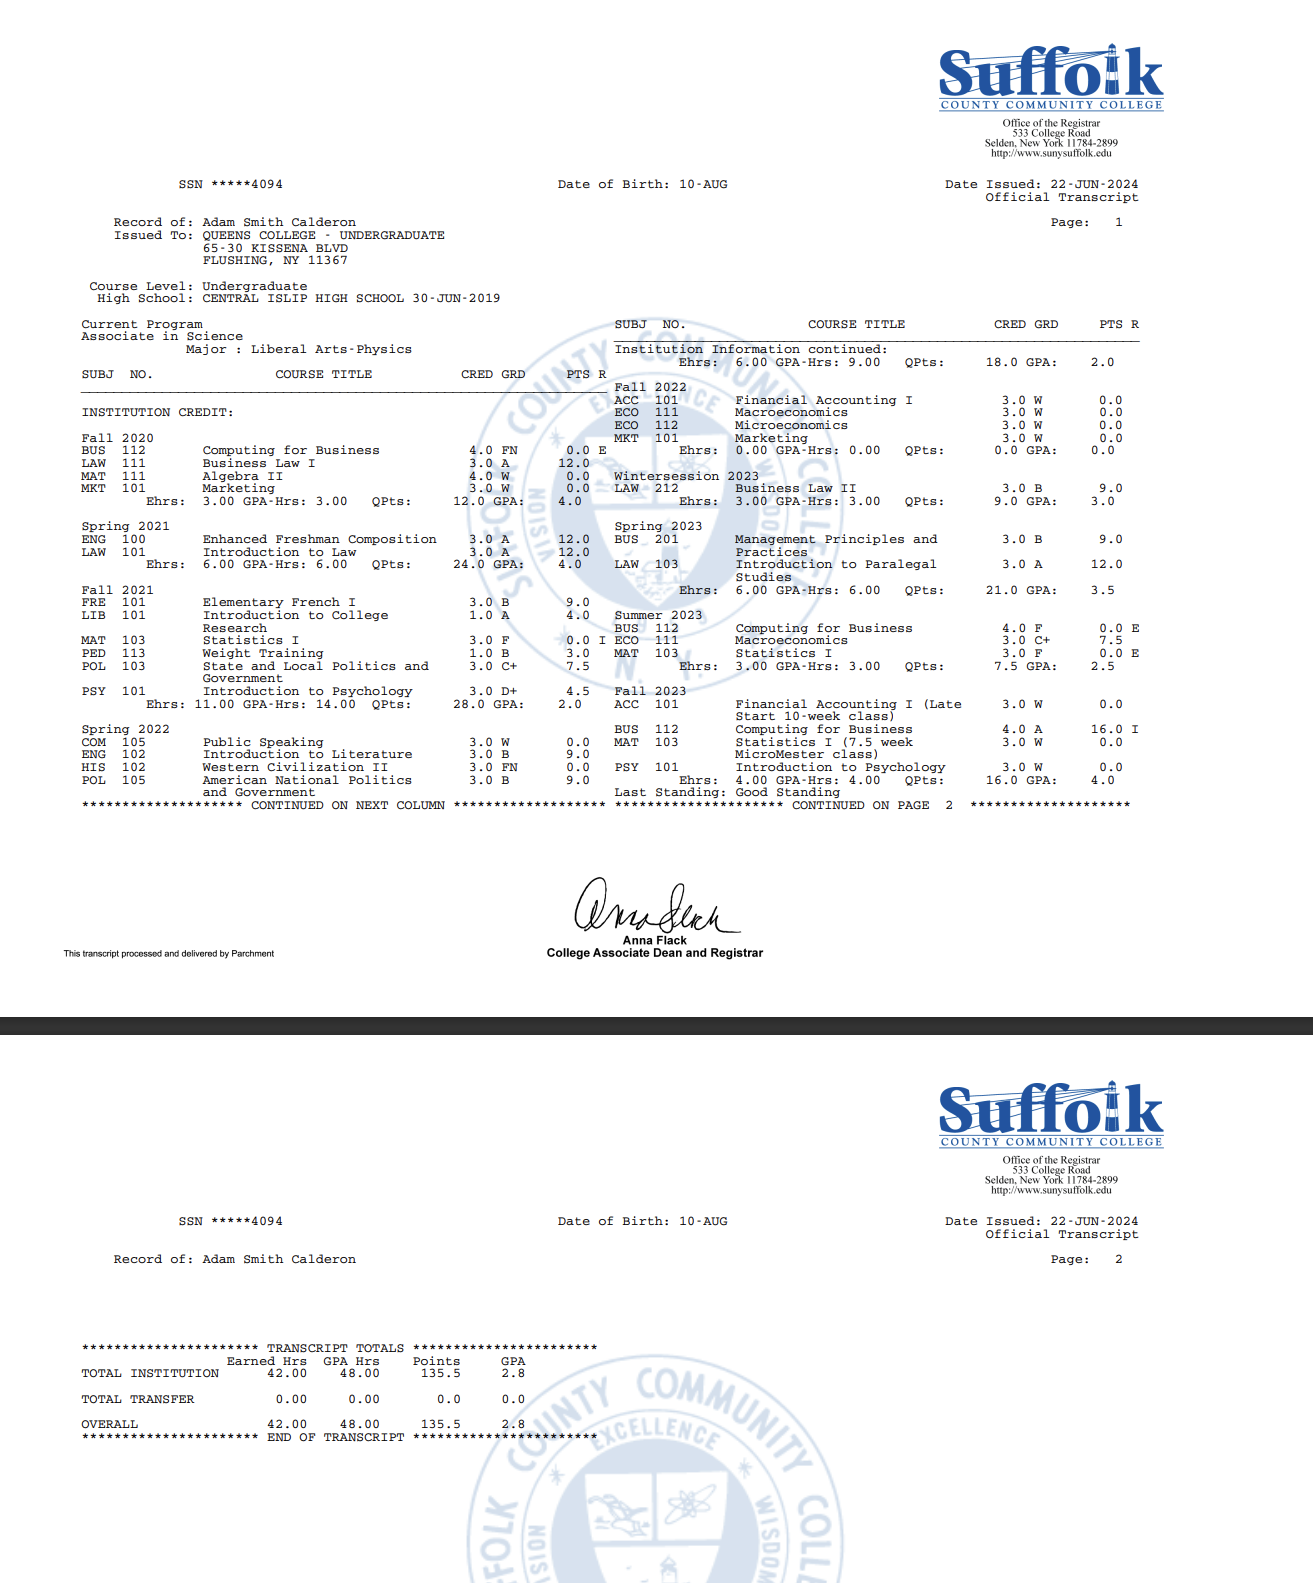 Suffolk
COUNTY COMMUNITY COLLEGE
Office of the Registrar
533 College Road
Selden, New York 11784-2899
http://www.sunysuffolk.edu
SSN *****4094 Date of Birth: 10-AUG Date Issued: 22-JUN-2024
Official Transcript
Record of: Adam Smith Calderon Page: 1
Issued To: QUEENS COLLEGE - UNDERGRADUATE
65-30 KISSENA BLVD
FLUSHING, NY 11367
Course Level: Undergraduate
High School: CENTRAL ISLIP HIGH SCHOOL 30-JUN-2019
Current Program
Associate in Science
Major : Liberal Arts-Physics
SUBJ NO. COURSE TITLE CRED GRD PTS R
INSTITUTION CREDIT:
Fall 2020
BUS 112 Computing for Business 4.0 FN 0.0 E
LAW 111 Business Law I 3.0 A 12.0
MAT 111 Algebra II 4.0 W 0.0
MKT 101 Marketing 3.0 W 0.0
Ehrs: 3.00 GPA-Hrs: 3.00 QPts: 12.0 GPA: 4.0
Spring 2021
ENG 100 Enhanced Freshman Composition 3.0 A 12.0
LAW 101 Introduction to Law 3.0 A 12.0
Ehrs: 6.00 GPA-Hrs: 6.00 QPts: 24.0 GPA: 4.0
Fall 2021
FRE 101 Elementary French I 3.0 B 9.0
LIB 101 Introduction to College 1.0 A 4.0
Research
MAT 103 Statistics I 3.0 F 0.0 I
PED 113 Weight Training 1.0 B 3.0
POL 103 State and Local Politics and 3.0 C+ 7.5
Government
PSY 101 Introduction to Psychology 3.0 D+ 4.5
Ehrs: 11.00 GPA-Hrs: 14.00 QPts: 28.0 GPA: 2.0
Spring 2022
COM 105 Public Speaking 3.0 W 0.0
ENG 102 Introduction to Literature 3.0 B 9.0
HIS 102 Western Civilization II 3.0 FN 0.0
POL 105 American National Politics 3.0 B 9.0
and Government
******************** CONTINUED ON NEXT COLUMN *******************
SUBJ NO. COURSE TITLE CRED GRD PTS R
Institution Information continued:
Ehrs: 6.00 GPA-Hrs: 9.00 QPts: 18.0 GPA: 2.0
Fall 2022
ACC 101 Financial Accounting I 3.0 W 0.0
ECO 111 Macroeconomics 3.0 W 0.0
ECO 112 Microeconomics 3.0 W 0.0
MKT 101 Marketing 3.0 W 0.0
Ehrs: 0.00 GPA-Hrs: 0.00 QPts: 0.0 GPA: 0.0
Wintersession 2023
LAW 212 Business Law II 3.0 B 9.0
Ehrs: 3.00 GPA-Hrs: 3.00 QPts: 9.0 GPA: 3.0
Spring 2023
BUS 201 Management Principles and 3.0 B 9.0
Practices
LAW 103 Introduction to Paralegal 3.0 A 12.0
Studies
Ehrs: 6.00 GPA-Hrs: 6.00 QPts: 21.0 GPA: 3.5
Summer 2023
BUS 112 Computing for Business 4.0 F 0.0 E
ECO 111 Macroeconomics 3.0 C+ 7.5
MAT 103 Statistics I 3.0 F 0.0 E
Ehrs: 3.00 GPA-Hrs: 3.00 QPts: 7.5 GPA: 2.5
Fall 2023
ACC 101 Financial Accounting I (Late 3.0 W 0.0
Start 10-week class)
BUS 112 Computing for Business 4.0 A 16.0 I
MAT 103 Statistics I (7.5 week 3.0 W 0.0
MicroMester class)
PSY 101 Introduction to Psychology 3.0 W 0.0
Ehrs: 4.00 GPA-Hrs: 4.00 QPts: 16.0 GPA: 4.0
Last Standing: Good Standing
********************* CONTINUED ON PAGE 2 ********************
Anna Flack
Anna Flack
College Associate Dean and Registrar
This transcript processed and delivered by Parchment
SUFFOLK COUNTY COMMUNITY COLLEGE
VISION EXCELLENCE WISDOM
N. Y.
Suffolk
COUNTY COMMUNITY COLLEGE
Office of the Registrar
533 College Road
Selden, New York 11784-2899
http://www.sunysuffolk.edu
SSN *****4094 Date of Birth: 10-AUG Date Issued: 22-JUN-2024
Official Transcript
Record of: Adam Smith Calderon Page: 2
********************** TRANSCRIPT TOTALS ***********************
Earned Hrs GPA Hrs Points GPA
TOTAL INSTITUTION 42.00 48.00 135.5 2.8
TOTAL TRANSFER 0.00 0.00 0.0 0.0
OVERALL 42.00 48.00 135.5 2.8
********************** END OF TRANSCRIPT ***********************
COUNTY COMMUNITY
EXCELLENCE